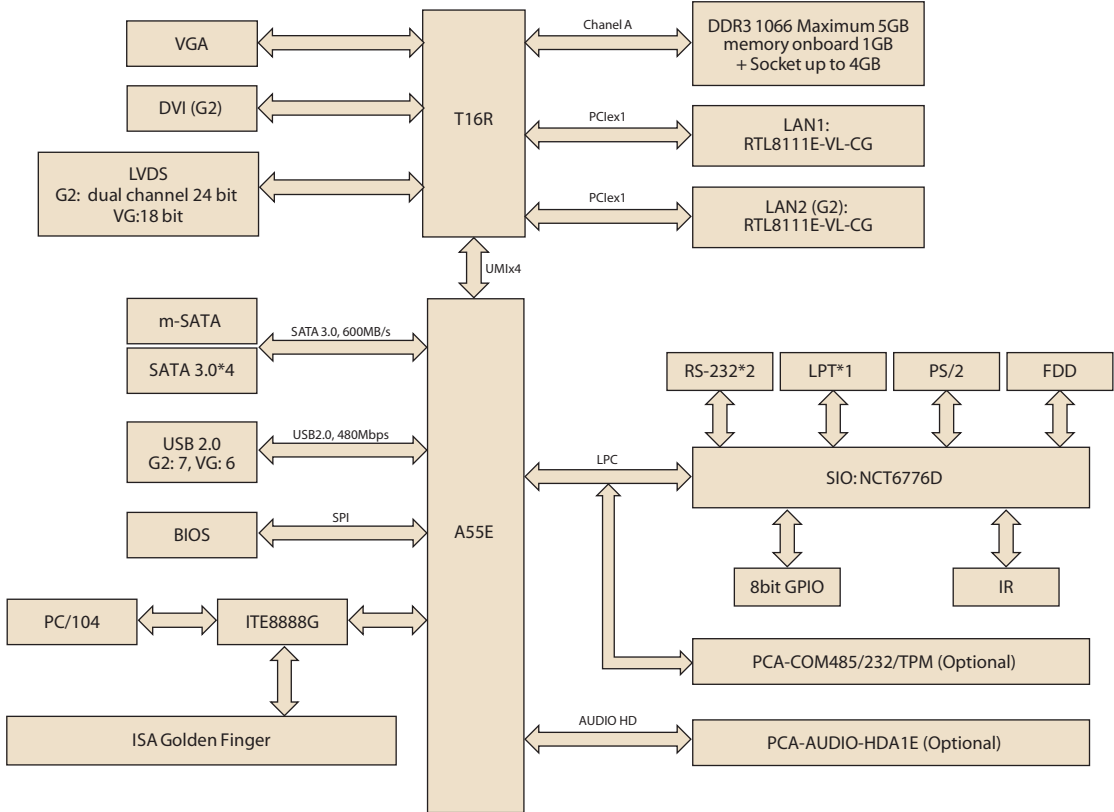 VGA
DVI (G2)
LVDS
G2: dual channel 24 bit
VG:18 bit
T16R
Chanel A
DDR3 1066 Maximum 5GB
memory onboard 1GB
+ Socket up to 4GB
PCIex1
LAN1:
RTL8111E-VL-CG
PCIex1
LAN2 (G2):
RTL8111E-VL-CG
UMIx4
m-SATA
SATA 3.0*4
SATA 3.0, 600MB/s
USB 2.0
G2: 7, VG: 6
USB2.0, 480Mbps
BIOS
SPI
A55E
PC/104
ITE8888G
ISA Golden Finger
RS-232*2
LPT*1
PS/2
FDD
LPC
SIO: NCT6776D
8bit GPIO
IR
PCA-COM485/232/TPM (Optional)
AUDIO HD
PCA-AUDIO-HDA1E (Optional)